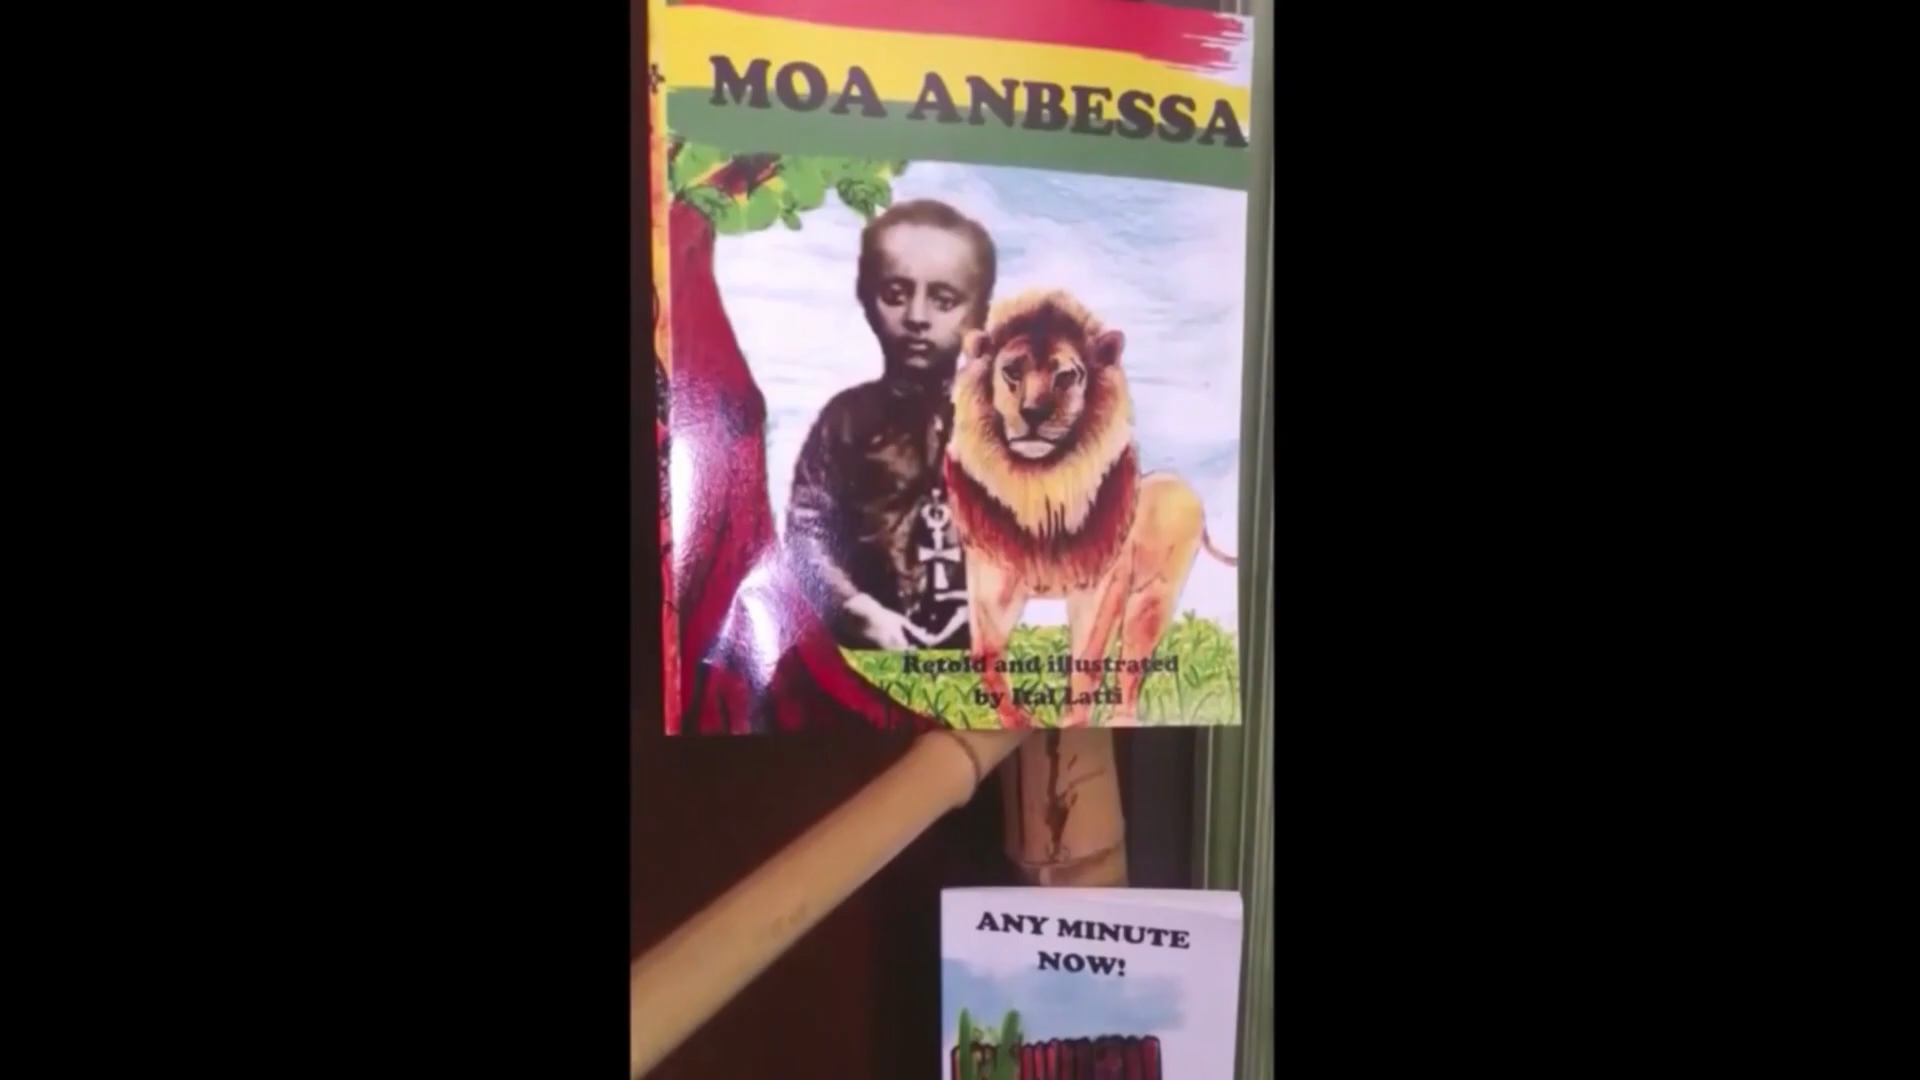 MOA ANBESSA
Retold and illustrated
by Ital Latti
ANY MINUTE
NOW!